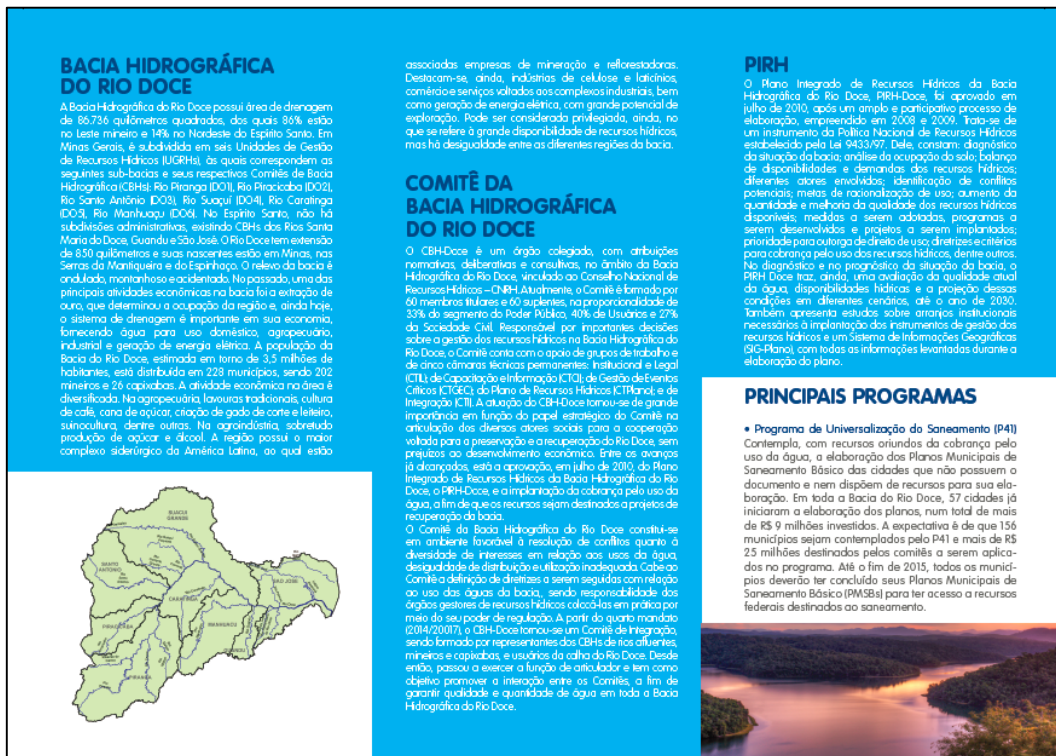 BACIA HIDROGRÁFICA
DO RIO DOCE
A Bacia Hidrográfica do Rio Doce possui área de drenagem
de 86.736 quilômetros quadrados, dos quais 86% estão
no Leste mineiro e 14% no Nordeste do Espírito Santo. Em
Minas Gerais, é subdividida em seis Unidades de Gestão
de Recursos Hídricos (UGRHs), às quais correspondem as
seguintes sub-bacias e seus respectivos Comitês de Bacia
Hidrográfica (CBHs): Rio Piranga (DO1), Rio Piracicaba (DO2),
Rio Santo Antônio (DO3), Rio Suaçuí (DO4), Rio Caratinga
(DO5), Rio Manhuaçu (DO6). No Espírito Santo, não há
subdivisões administrativas, existindo CBHs dos Rios Santa
Maria do Doce, Guandu e São José. O Rio Doce tem extensão
de 850 quilômetros e suas nascentes estão em Minas, nas
Serras da Mantiqueira e do Espinhaço. O relevo da bacia é
ondulado, montanhoso e acidentado. No passado, uma das
principais atividades econômicas na bacia foi a extração de
ouro, que determinou a ocupação da região e, ainda hoje,
o sistema de drenagem é importante em sua economia,
fornecendo água para uso doméstico, agropecuário,
industrial e geração de energia elétrica. A população da
Bacia do Rio Doce, estimada em torno de 3,5 milhões de
habitantes, está distribuída em 228 municípios, sendo 202
mineiros e 26 capixabas. A atividade econômica na área é
diversificada. Na agropecuária, lavouras tradicionais, cultura
de café, cana de açúcar, criação de gado de corte e leiteiro,
suinocultura, dentre outras. Na agroindústria, sobretudo
produção de açúcar e álcool. A região possui o maior
complexo siderúrgico da América Latina, ao qual estão
associadas empresas de mineração e reflorestadoras.
Destacam-se, ainda, indústrias de celulose e laticínios,
comércio e serviços voltados aos complexos industriais, bem
como geração de energia elétrica, com grande potencial de
exploração. Pode ser considerada privilegiada, ainda, no
que se refere à grande disponibilidade de recursos hídricos,
mas há desigualdade entre as diferentes regiões da bacia.
COMITÊ DA
BACIA HIDROGRÁFICA
DO RIO DOCE
O CBH-Doce é um órgão colegiado, com atribuições
normativas, deliberativas e consultivas, no âmbito da Bacia
Hidrográfica do Rio Doce, vinculado ao Conselho Nacional de
Recursos Hídricos – CNRH. Atualmente, o Comitê é formado por
60 membros titulares e 60 suplentes, na proporcionalidade de
33% do segmento do Poder Público, 40% de Usuários e 27%
da Sociedade Civil. Responsável por importantes decisões
sobre a gestão dos recursos hídricos na Bacia Hidrográfica do
Rio Doce, o Comitê conta com o apoio de grupos de trabalho e
de cinco câmaras técnicas permanentes: Institucional e Legal
(CTIL); de Capacitação e Informação (CTCI); de Gestão de Eventos
Críticos (CTGEC); do Plano de Recursos Hídricos (CTPlano); e de
Integração (CTI). A atuação do CBH-Doce tornou-se de grande
importância em função do papel estratégico do Comitê na
articulação dos diversos atores sociais para a cooperação
voltada para a preservação e a recuperação do Rio Doce, sem
prejuízos ao desenvolvimento econômico. Entre os avanços
já alcançados, está a aprovação, em julho de 2010, do Plano
Integrado de Recursos Hídricos da Bacia Hidrográfica do Rio
Doce, o PIRH-Doce, e a implantação da cobrança pelo uso da
água, a fim de que os recursos sejam destinados a projetos de
recuperação da bacia.
O Comitê da Bacia Hidrográfica do Rio Doce constitui-se
em ambiente favorável à resolução de conflitos quanto à
diversidade de interesses em relação aos usos da água,
desigualdade de distribuição e utilização inadequada. Cabe ao
Comitê a definição de diretrizes a serem seguidas com relação
ao uso das águas da bacia, sendo responsabilidade dos
órgãos gestores de recursos hídricos colocá-las em prática por
meio do seu poder de regulação. A partir do quarto mandato
(2014/20017), o CBH-Doce tornou-se um Comitê de Integração,
sendo formado por representantes dos CBHs de rios afluentes,
mineiros e capixabas, e usuários da calha do Rio Doce. Desde
então, passou a exercer a função de articulador e tem como
objetivo promover a interação entre os Comitês, a fim de
garantir qualidade e quantidade de água em toda a Bacia
Hidrográfica do Rio Doce.
PIRH
O Plano Integrado de Recursos Hídricos da Bacia
Hidrográfica do Rio Doce, PIRH-Doce, foi aprovado em
julho de 2010, após um amplo e participativo processo de
elaboração, empreendido em 2008 e 2009. Trata-se de
um instrumento da Política Nacional de Recursos Hídricos
estabelecido pela Lei 9433/97. Dele, constam: diagnóstico
da situação da bacia; análise da ocupação do solo; balanço
de disponibilidades e demandas dos recursos hídricos;
diferentes atores envolvidos; identificação de conflitos
potenciais; metas de racionalização de uso; aumento da
quantidade e melhoria da qualidade dos recursos hídricos
disponíveis; medidas a serem adotadas, programas a
serem desenvolvidos e projetos a serem implantados;
prioridade para outorga de direito de uso; diretrizes e critérios
para cobrança pelo uso dos recursos hídricos, dentre outros.
No diagnóstico e no prognóstico da situação da bacia, o
PIRH Doce traz, ainda, uma avaliação da qualidade atual
da água, disponibilidades hídricas e a projeção dessas
condições em diferentes cenários, até o ano de 2030.
Também apresenta estudos sobre arranjos institucionais
necessários à implantação dos instrumentos de gestão dos
recursos hídricos e um Sistema de Informações Geográficas
(SIG-Plano), com todas as informações levantadas durante a
elaboração do plano.
PRINCIPAIS PROGRAMAS
• Programa de Universalização do Saneamento (P41)
Contempla, com recursos oriundos da cobrança pelo
uso da água, a elaboração dos Planos Municipais de
Saneamento Básico das cidades que não possuem o
documento e nem dispõem de recursos para sua ela-
boração. Em toda a Bacia do Rio Doce, 57 cidades já
iniciaram a elaboração dos planos, num total de mais
de R$ 9 milhões investidos. A expectativa é de que 156
municípios sejam contemplados pelo P41 e mais de R$
25 milhões destinados pelos comitês a serem aplica-
dos no programa. Até o fim de 2015, todos os municí-
pios deverão ter concluído seus Planos Municipais de
Saneamento Básico (PMSBs) para ter acesso a recursos
federais destinados ao saneamento.
SUACUI
GRANDE
SANTO
ANTONIO
SAO JOSE
CARATINGA
PIRACICABA
MANHUACU
GUANDU
PIRANGA